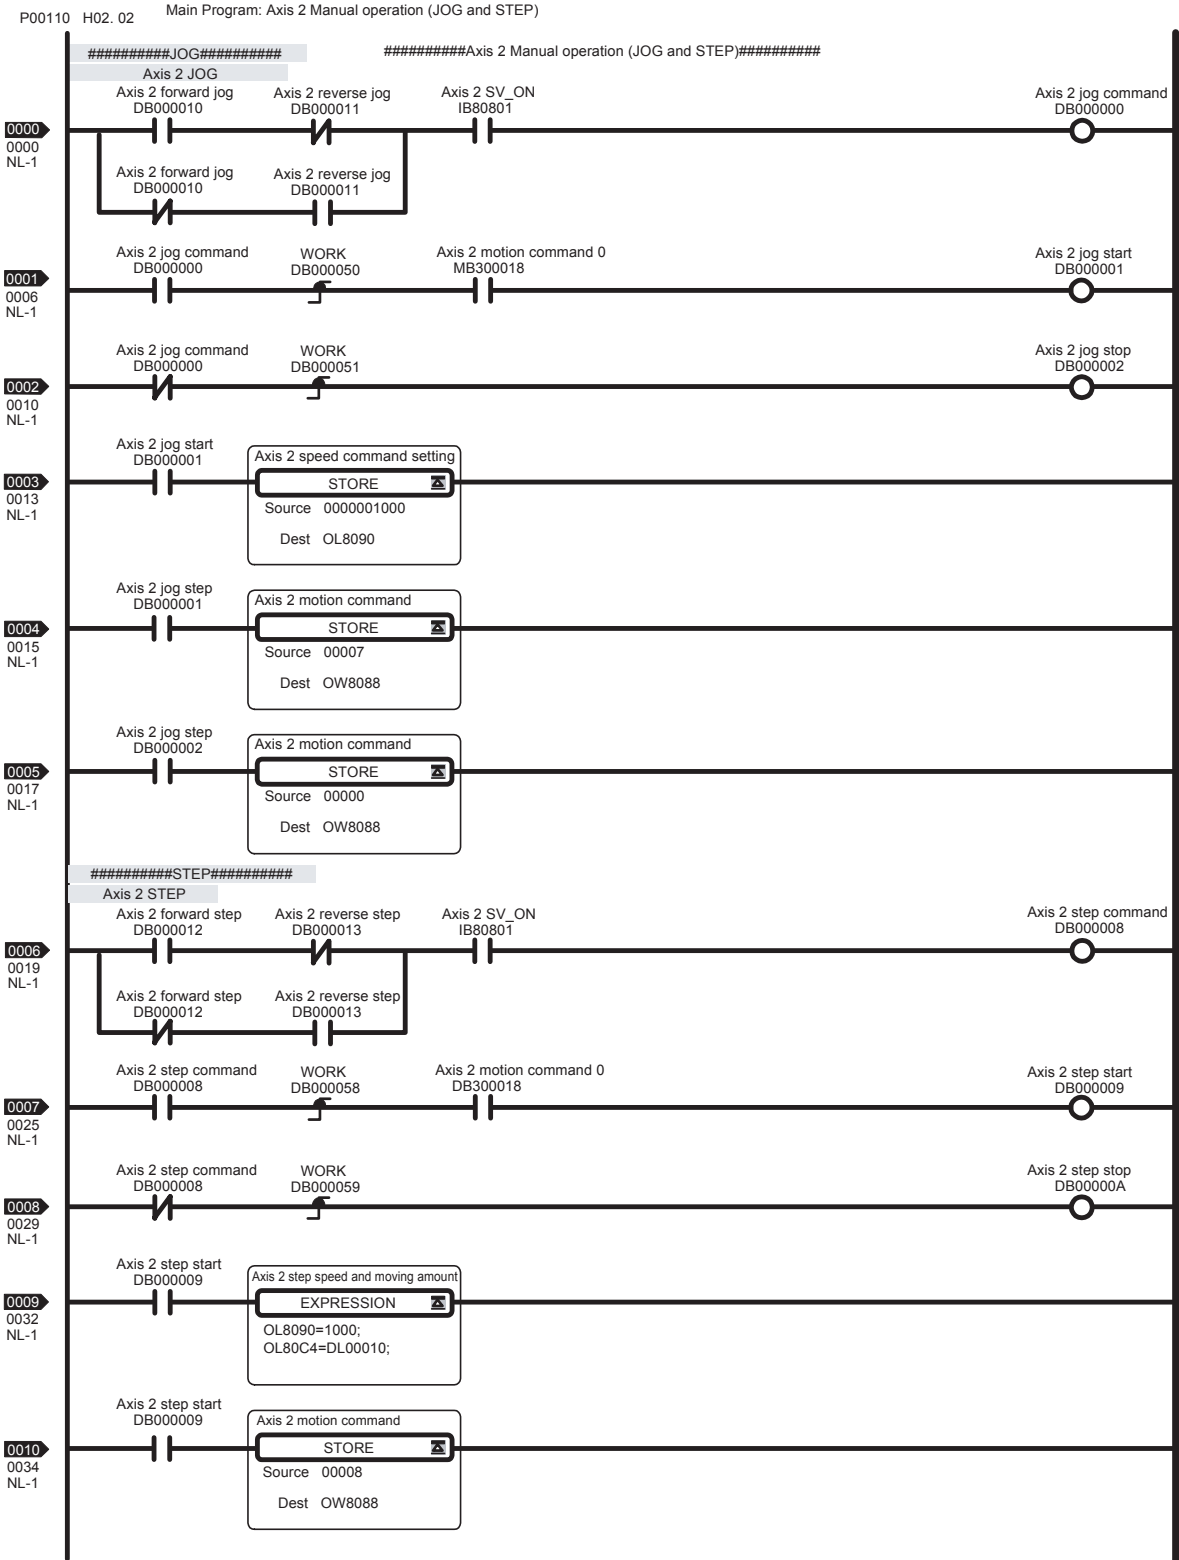 Main Program: Axis 2 Manual operation (JOG and STEP)
P00110 H02. 02
##########JOG##########
##########Axis 2 Manual operation (JOG and STEP)##########
Axis 2 JOG
Axis 2 forward jog
DB000010
Axis 2 reverse jog
DB000011
Axis 2 SV_ON
IB80801
Axis 2 jog command
DB000000
0000
0000
NL-1
Axis 2 forward jog
DB000010
Axis 2 reverse jog
DB000011
Axis 2 jog command
DB000000
WORK
DB000050
Axis 2 motion command 0
MB300018
Axis 2 jog start
DB000001
0001
0006
NL-1
Axis 2 jog command
DB000000
WORK
DB000051
Axis 2 jog stop
DB000002
0002
0010
NL-1
Axis 2 jog start
DB000001
Axis 2 speed command setting
STORE
Source 0000001000
Dest OL8090
0003
0013
NL-1
Axis 2 jog step
DB000001
Axis 2 motion command
STORE
Source 00007
Dest OW8088
0004
0015
NL-1
Axis 2 jog step
DB000002
Axis 2 motion command
STORE
Source 00000
Dest OW8088
0005
0017
NL-1
##########STEP##########
Axis 2 STEP
Axis 2 forward step
DB000012
Axis 2 reverse step
DB000013
Axis 2 SV_ON
IB80801
Axis 2 step command
DB000008
0006
0019
NL-1
Axis 2 forward step
DB000012
Axis 2 reverse step
DB000013
Axis 2 step command
DB000008
WORK
DB000058
Axis 2 motion command 0
DB300018
Axis 2 step start
DB000009
0007
0025
NL-1
Axis 2 step command
DB000008
WORK
DB000059
Axis 2 step stop
DB00000A
0008
0029
NL-1
Axis 2 step start
DB000009
Axis 2 step speed and moving amount
EXPRESSION
OL8090=1000;
OL80C4=DL00010;
0009
0032
NL-1
Axis 2 step start
DB000009
Axis 2 motion command
STORE
Source 00008
Dest OW8088
0010
0034
NL-1